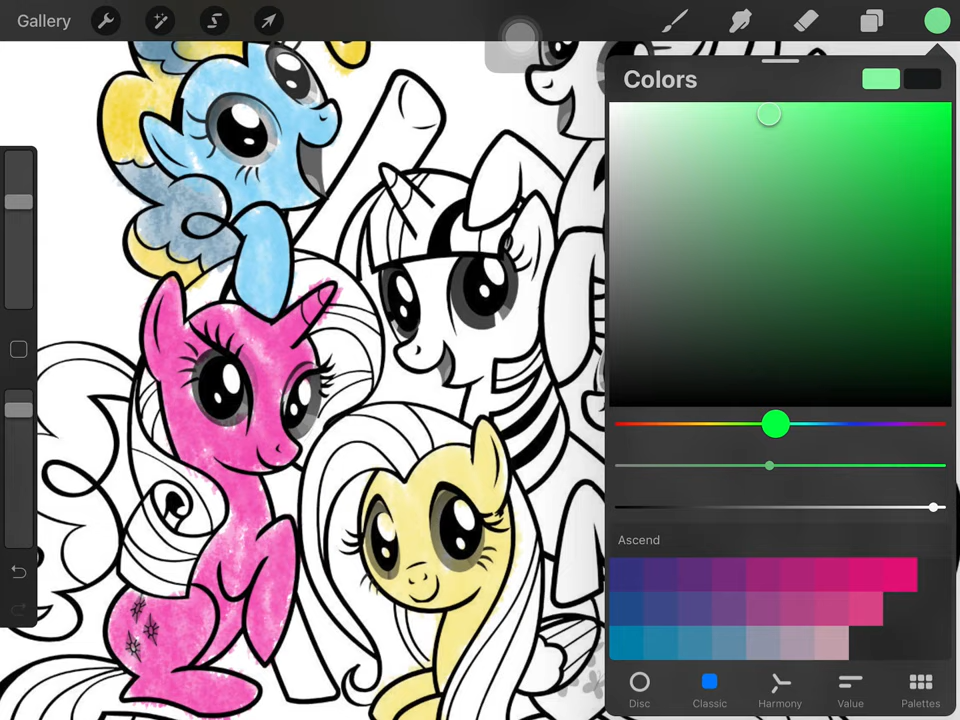 Gallery
Colors
Ascend
Disc
Classic
Harmony
Value
Palettes